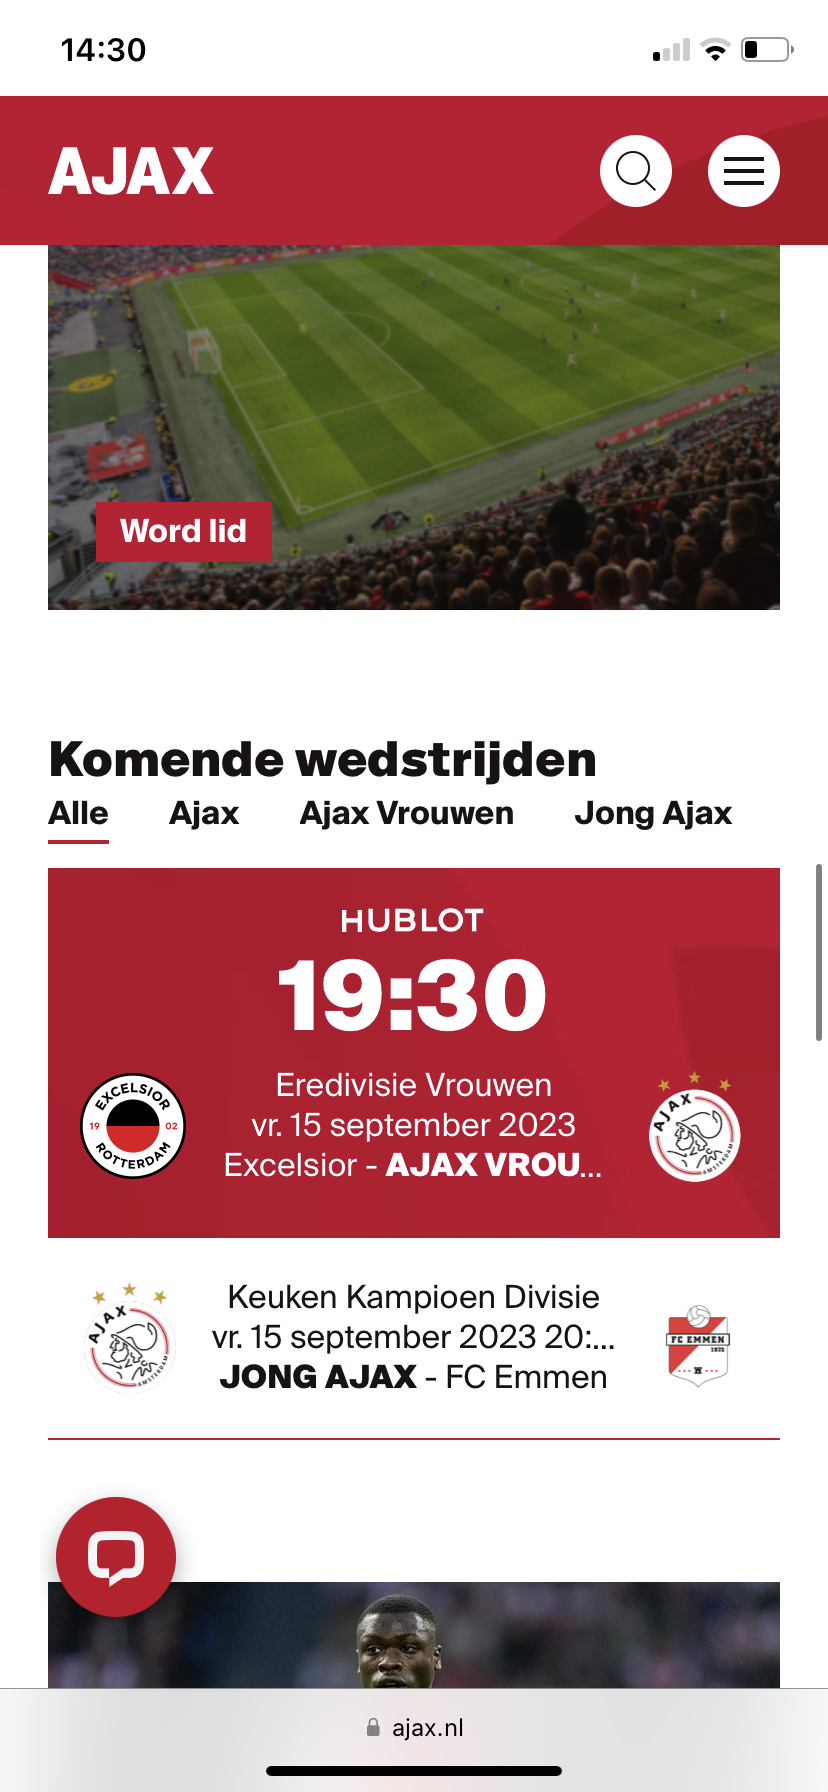 14:30
AJAX
Word lid
Komende wedstrijden
Alle Ajax Ajax Vrouwen Jong Ajax
HUBLOT
19:30
EXCELSIOR
19 02
ROTTERDAM
Eredivisie Vrouwen
vr. 15 september 2023
Excelsior - AJAX VROU...
AJAX
AMSTERDAM
AJAX
AMSTERDAM
Keuken Kampioen Divisie
vr. 15 september 2023 20:...
JONG AJAX - FC Emmen
FC EMMEN
1925
ajax.nl